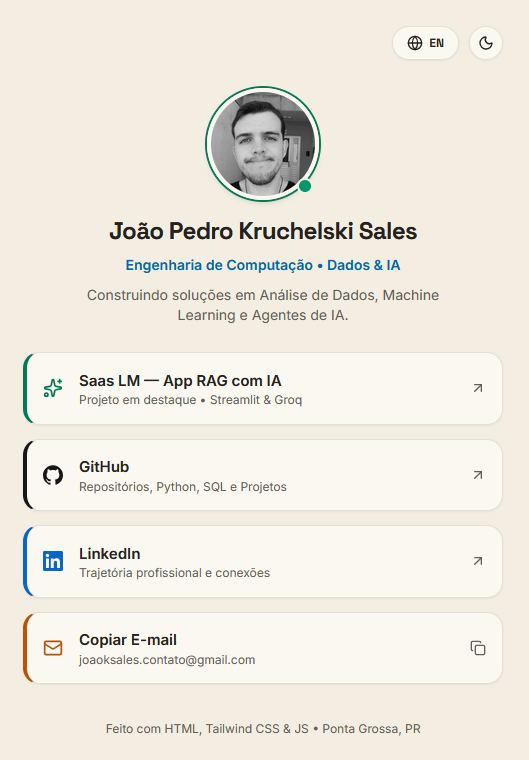 EN
João Pedro Kruchelski Sales
Engenharia de Computação • Dados & IA
Construindo soluções em Análise de Dados, Machine
Learning e Agentes de IA.
Saas LM — App RAG com IA
Projeto em destaque • Streamlit & Groq
GitHub
Repositórios, Python, SQL e Projetos
in
LinkedIn
Trajetória profissional e conexões
Copiar E-mail
joaoksales.contato@gmail.com
Feito com HTML, Tailwind CSS & JS • Ponta Grossa, PR